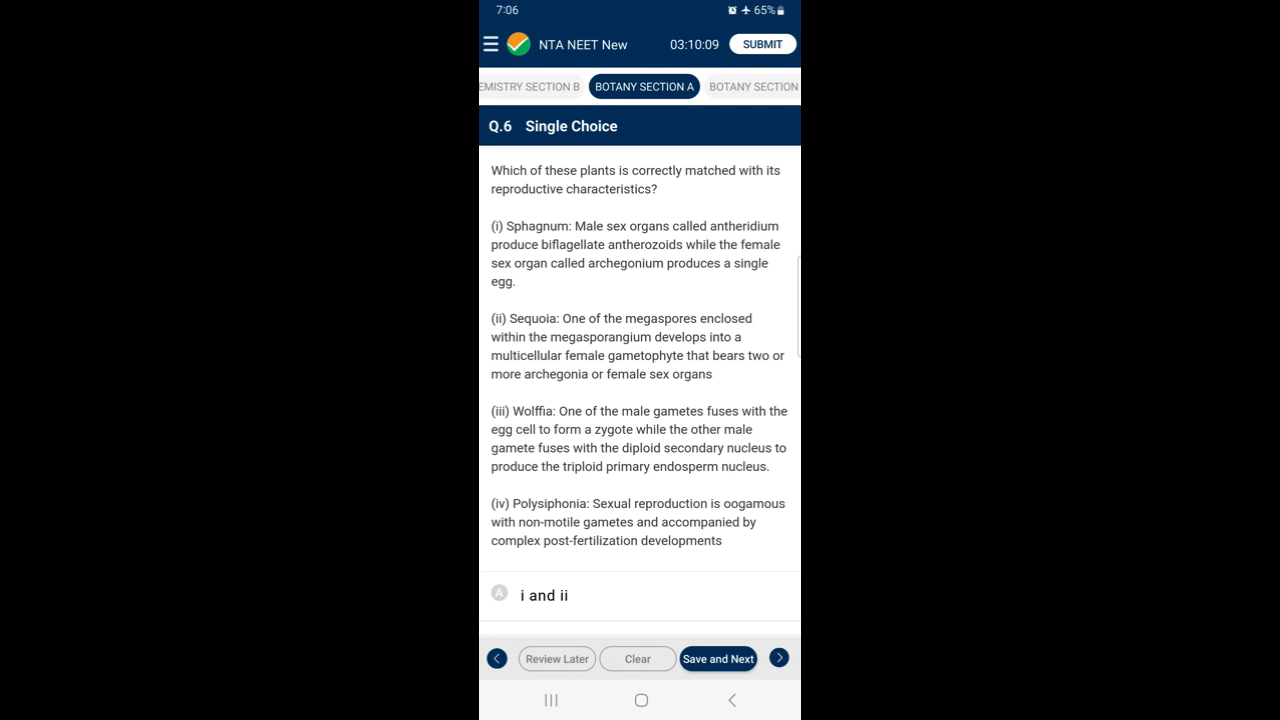 7:06 65%
NTA NEET New 03:10:09 SUBMIT
EMISTRY SECTION B BOTANY SECTION A BOTANY SECTION
Q.6 Single Choice
Which of these plants is correctly matched with its
reproductive characteristics?
(i) Sphagnum: Male sex organs called antheridium
produce biflagellate antherozoids while the female
sex organ called archegonium produces a single
egg.
(ii) Sequoia: One of the megaspores enclosed
within the megasporangium develops into a
multicellular female gametophyte that bears two or
more archegonia or female sex organs
(iii) Wolffia: One of the male gametes fuses with the
egg cell to form a zygote while the other male
gamete fuses with the diploid secondary nucleus to
produce the triploid primary endosperm nucleus.
(iv) Polysiphonia: Sexual reproduction is oogamous
with non-motile gametes and accompanied by
complex post-fertilization developments
A i and ii
Review Later Clear Save and Next